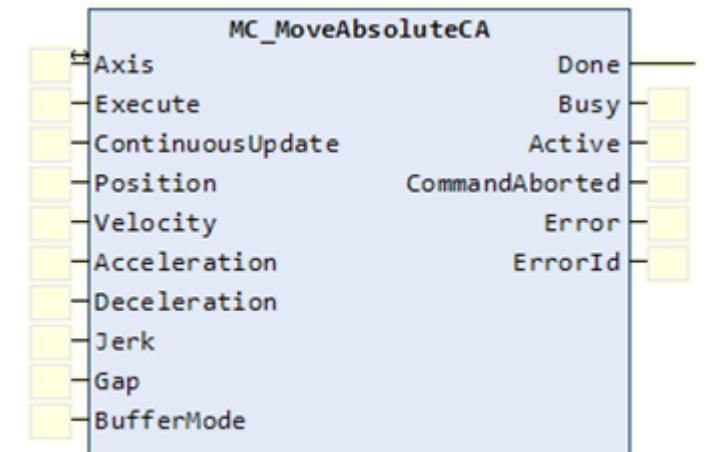 MC_MoveAbsoluteCA
Axis Done
Execute Busy
ContinuousUpdate Active
Position CommandAborted
Velocity Error
Acceleration ErrorId
Deceleration
Jerk
Gap
BufferMode